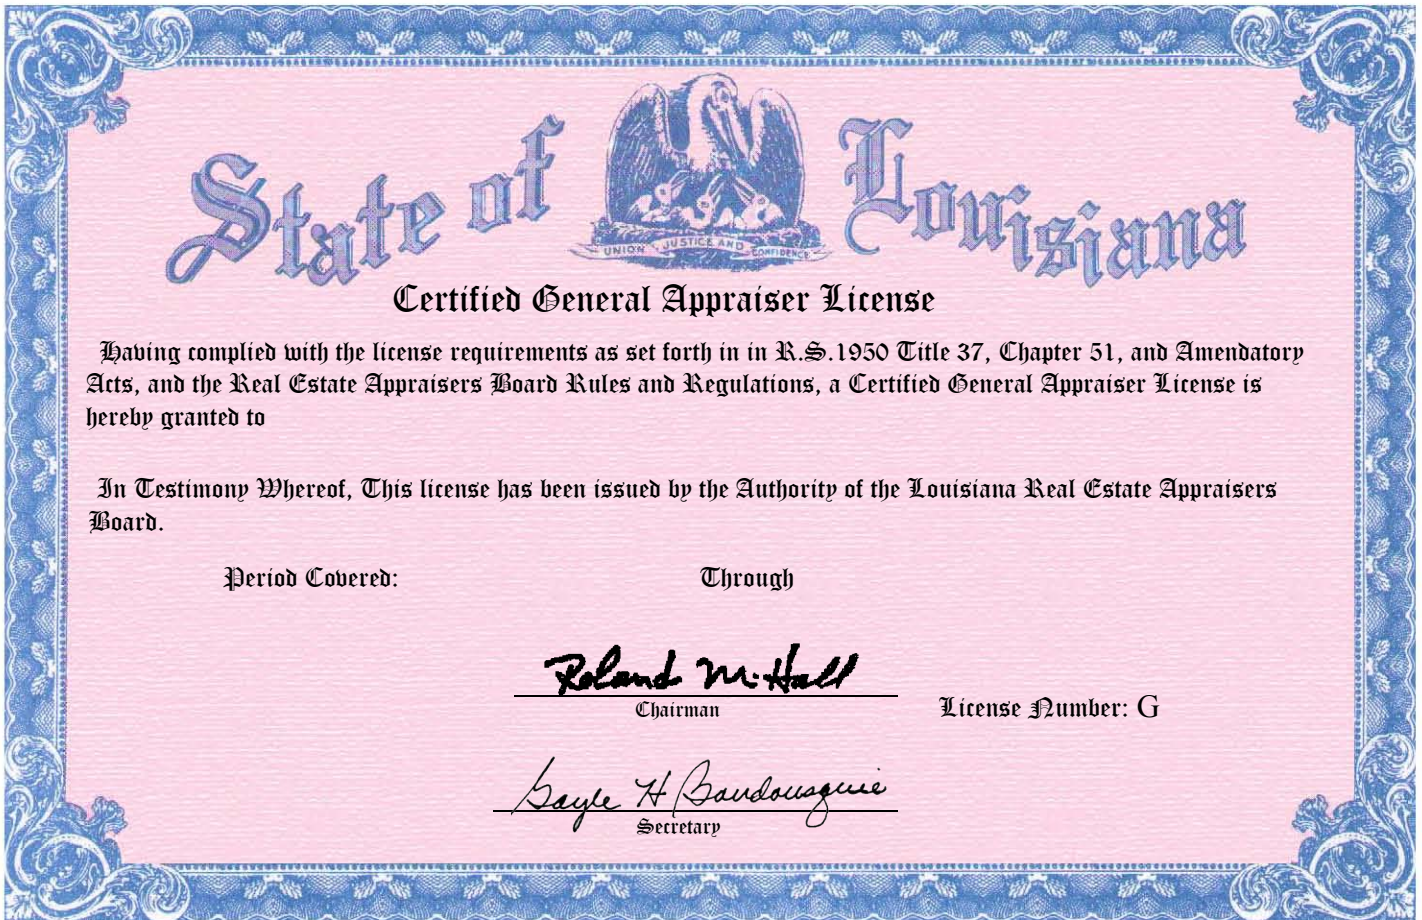 State of Louisiana
UNION JUSTICE AND CONFIDENCE
Certified General Appraiser License
Having complied with the license requirements as set forth in in R.S.1950 Title 37, Chapter 51, and Amendatory
Acts, and the Real Estate Appraisers Board Rules and Regulations, a Certified General Appraiser License is
hereby granted to
In Testimony Whereof, This license has been issued by the Authority of the Louisiana Real Estate Appraisers
Board.
Period Covered: Through
Roland M. Hall
Chairman
License Number: G
Gayle H Boudousquie
Secretary